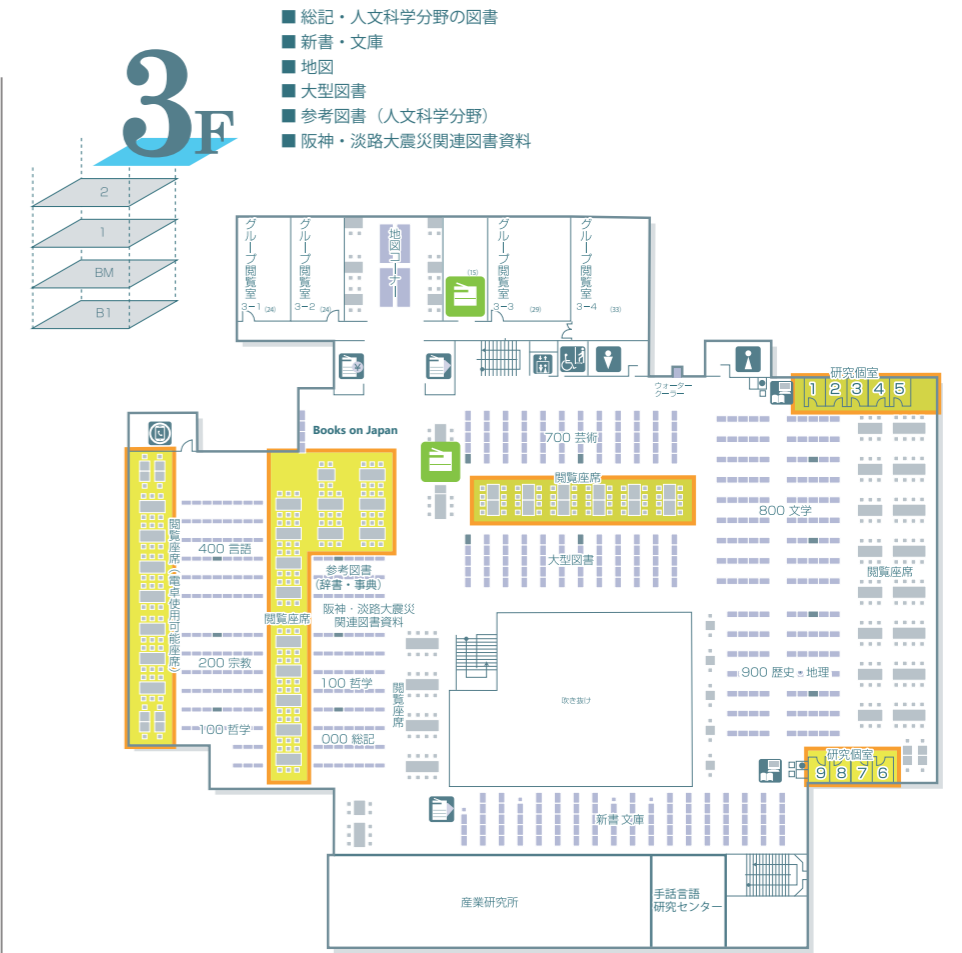 ■ 総記・人文科学分野の図書
■ 新書・文庫
■ 地図
■ 大型図書
■ 参考図書（人文科学分野）
■ 阪神・淡路大震災関連図書資料
3F
2
1
BM
B1
グループ閲覧室
3-1 (24)
グループ閲覧室
3-2 (24)
地図コーナー
(15)
グループ閲覧室
3-3 (29)
グループ閲覧室
3-4 (33)
¥
ウォーター
クーラー
研究個室
1 2 3 4 5
Books on Japan
700 芸術
閲覧座席
800 文学
閲覧座席（電卓使用可能座席）
400 言語
大型図書
閲覧座席
参考図書
（辞書・事典）
阪神・淡路大震災
関連図書資料
閲覧座席
200 宗教
100 哲学
閲覧座席
900 歴史・地理
吹き抜け
100 哲学
000 総記
研究個室
9 8 7 6
新書 文庫
産業研究所
手話言語
研究センター